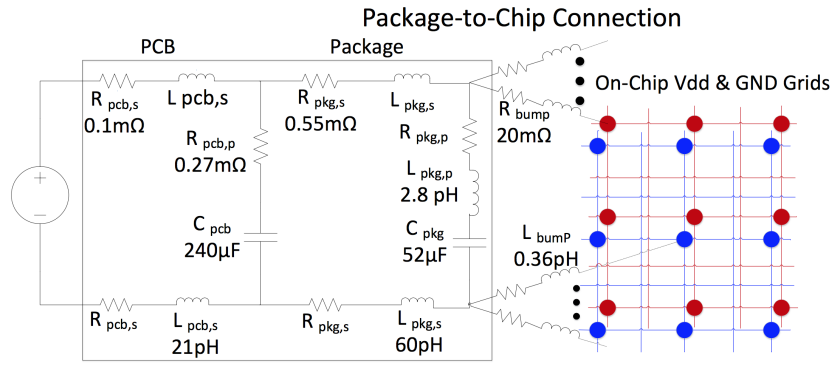 Package-to-Chip Connection
PCB
Package
On-Chip Vdd & GND Grids
R pcb,s
0.1mΩ
L pcb,s
R pkg,s
0.55mΩ
L pkg,s
R bump
20mΩ
R pcb,p
0.27mΩ
R pkg,p
L pkg,p
2.8 pH
C pcb
240µF
C pkg
52µF
L bumP
0.36pH
R pcb,s
L pcb,s
21pH
R pkg,s
L pkg,s
60pH